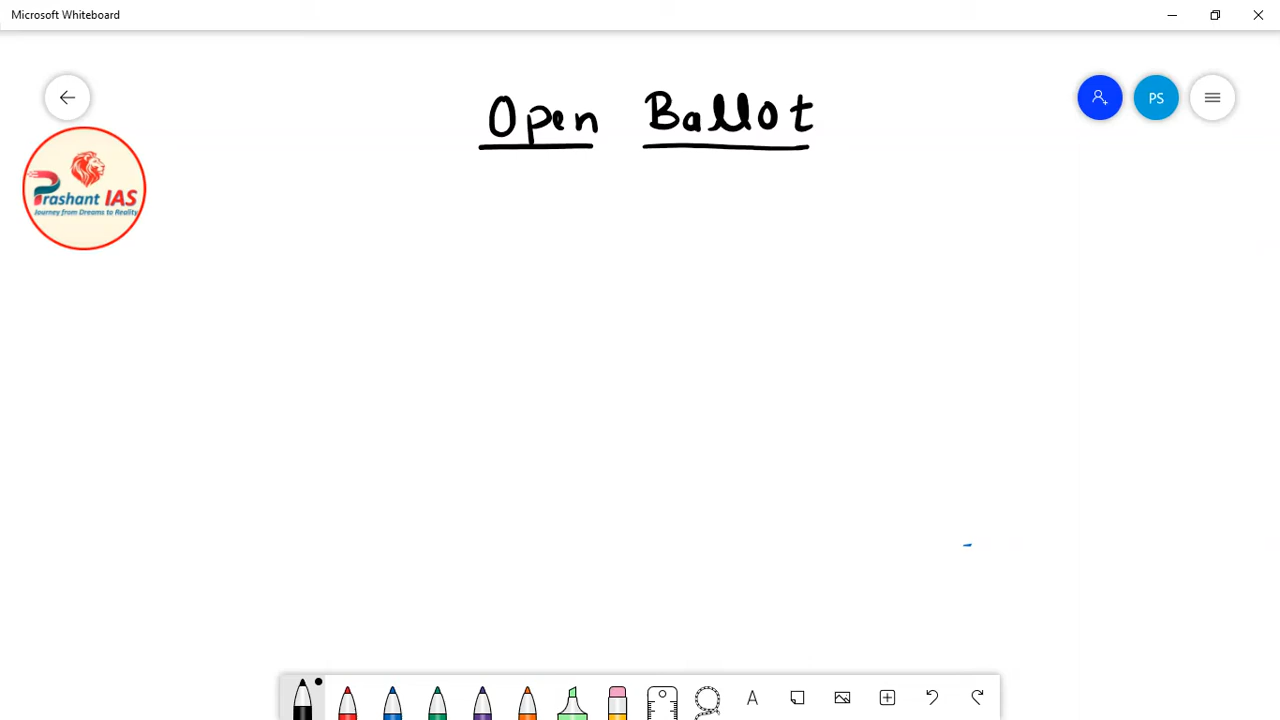 Microsoft Whiteboard
Open Ballot
PS
Prashant IAS
Journey from Dreams to Reality
A